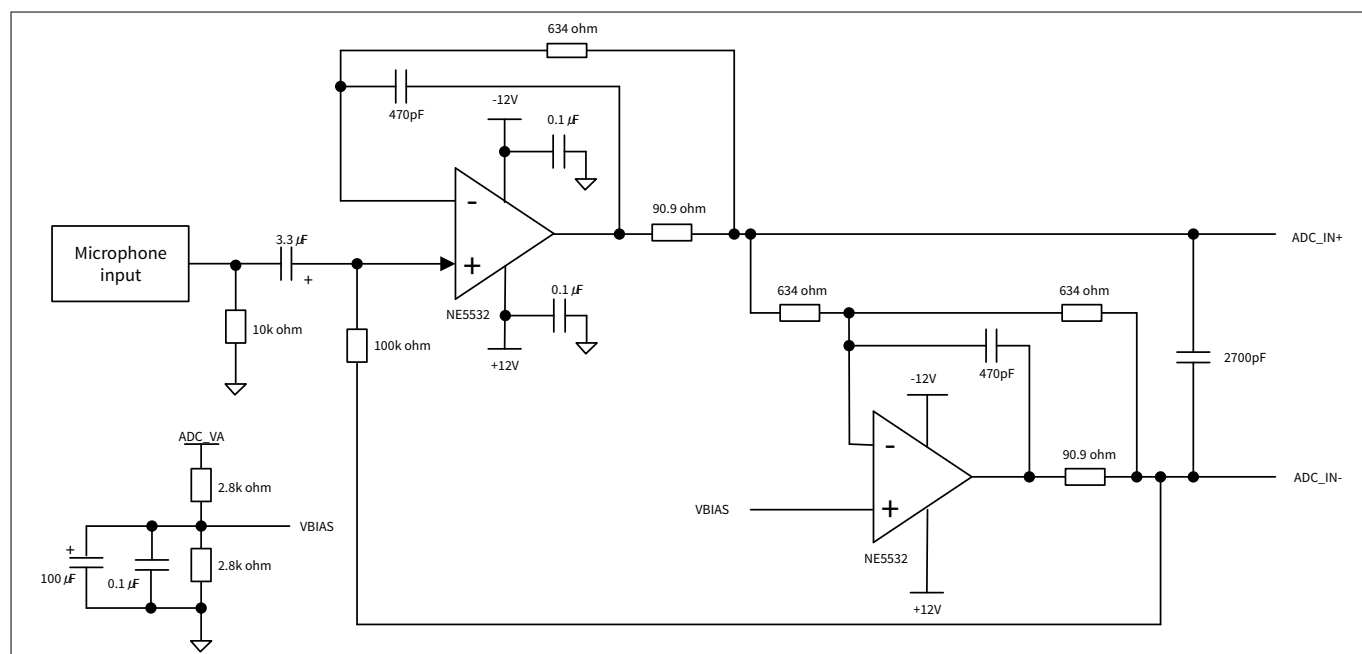 634 ohm
470pF
-12V
0.1 μF
-
90.9 ohm
Microphone
input
3.3 μF
+
+
ADC_IN+
10k ohm
100k ohm
NE5532
0.1 μF
+12V
634 ohm
634 ohm
470pF
2700pF
-12V
-
90.9 ohm
ADC_IN-
VBIAS
+
NE5532
+12V
ADC_VA
2.8k ohm
VBIAS
+
100 μF
0.1 μF
2.8k ohm